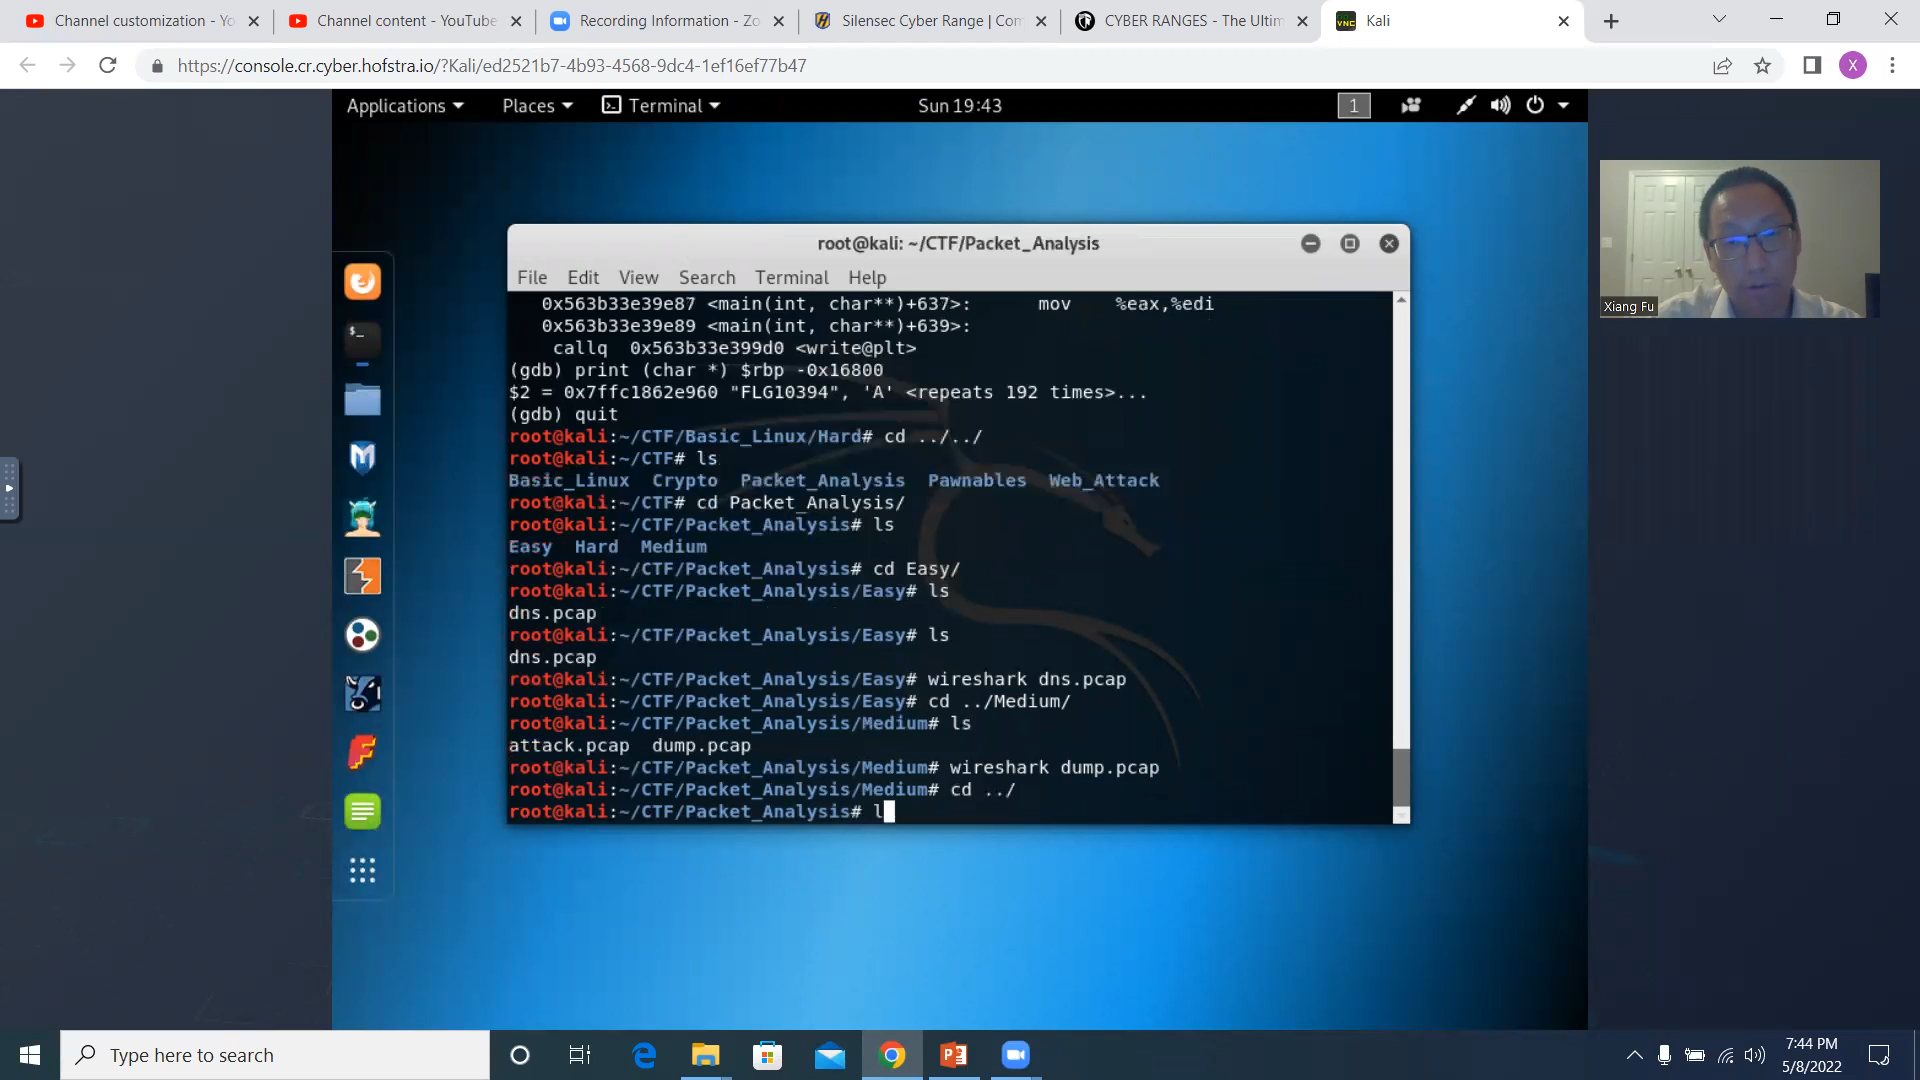 Channel customization - Yo
Channel content - YouTube
Recording Information - Zo
Silensec Cyber Range | Com
CYBER RANGES - The Ultim
VNC
Kali
https://console.cr.cyber.hofstra.io/?Kali/ed2521b7-4b93-4568-9dc4-1ef16ef77b47
X
Applications
Places
Terminal
Sun 19:43
1
root@kali: ~/CTF/Packet_Analysis
File Edit View Search Terminal Help
0x563b33e39e87 <main(int, char**)+637>: mov %eax,%edi
0x563b33e39e89 <main(int, char**)+639>:
callq 0x563b33e399d0 <write@plt>
(gdb) print (char *) $rbp -0x16800
$2 = 0x7ffc1862e960 "FLG10394", 'A' <repeats 192 times>...
(gdb) quit
root@kali:~/CTF/Basic_Linux/Hard# cd ../../
root@kali:~/CTF# ls
Basic_Linux Crypto Packet_Analysis Pawnables Web_Attack
root@kali:~/CTF# cd Packet_Analysis/
root@kali:~/CTF/Packet_Analysis# ls
Easy Hard Medium
root@kali:~/CTF/Packet_Analysis# cd Easy/
root@kali:~/CTF/Packet_Analysis/Easy# ls
dns.pcap
root@kali:~/CTF/Packet_Analysis/Easy# ls
dns.pcap
root@kali:~/CTF/Packet_Analysis/Easy# wireshark dns.pcap
root@kali:~/CTF/Packet_Analysis/Easy# cd ../Medium/
root@kali:~/CTF/Packet_Analysis/Medium# ls
attack.pcap dump.pcap
root@kali:~/CTF/Packet_Analysis/Medium# wireshark dump.pcap
root@kali:~/CTF/Packet_Analysis/Medium# cd ../
root@kali:~/CTF/Packet_Analysis# l
Xiang Fu
Type here to search
7:44 PM
5/8/2022